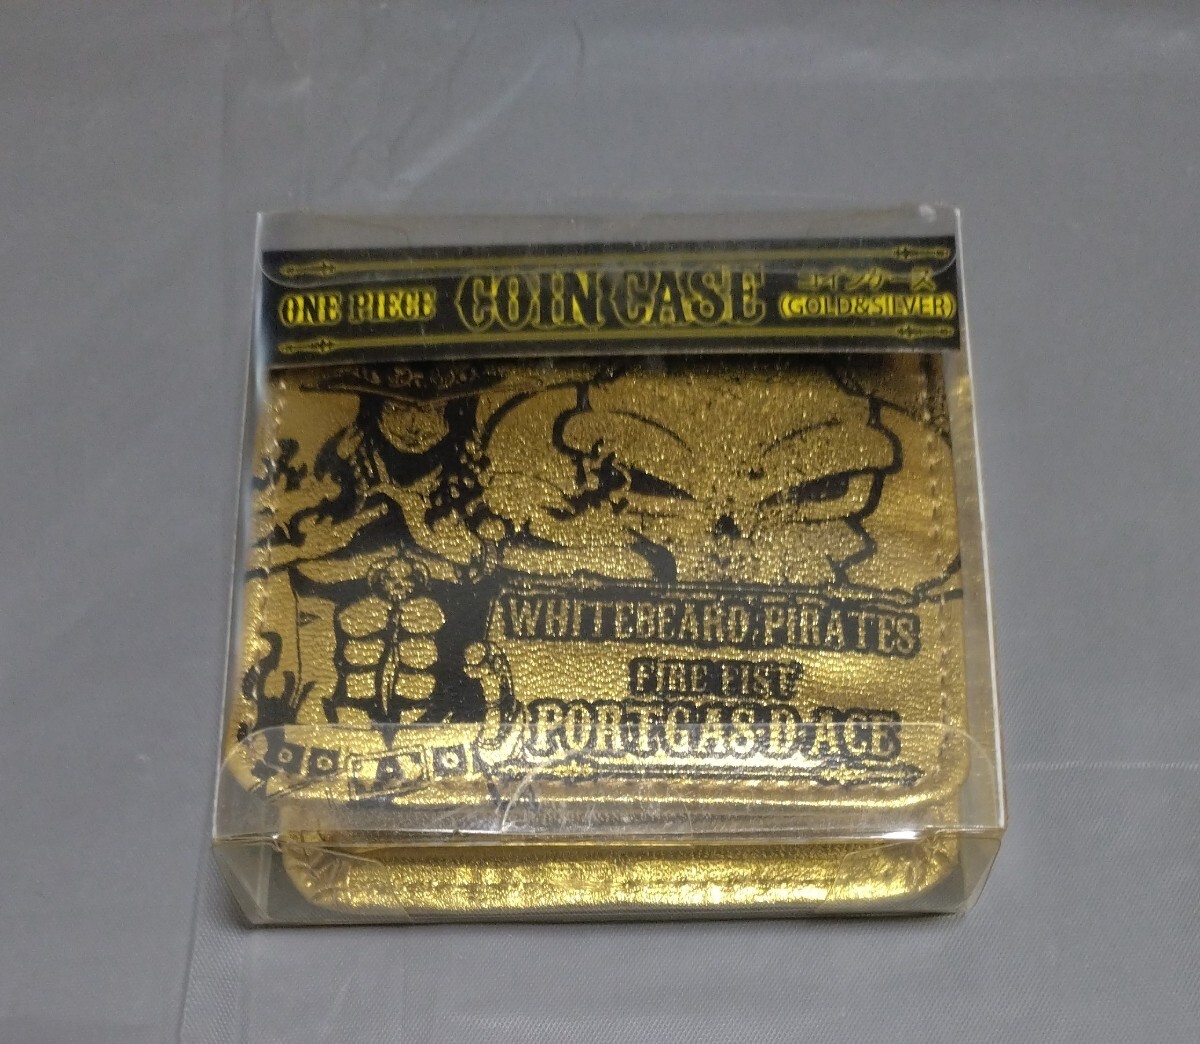 ONE PIECE COIN CASE コインケース
(GOLD&SILVER)
WHITEBEARD PIRATES
FIRE FIST
PORTGAS·D·ACE